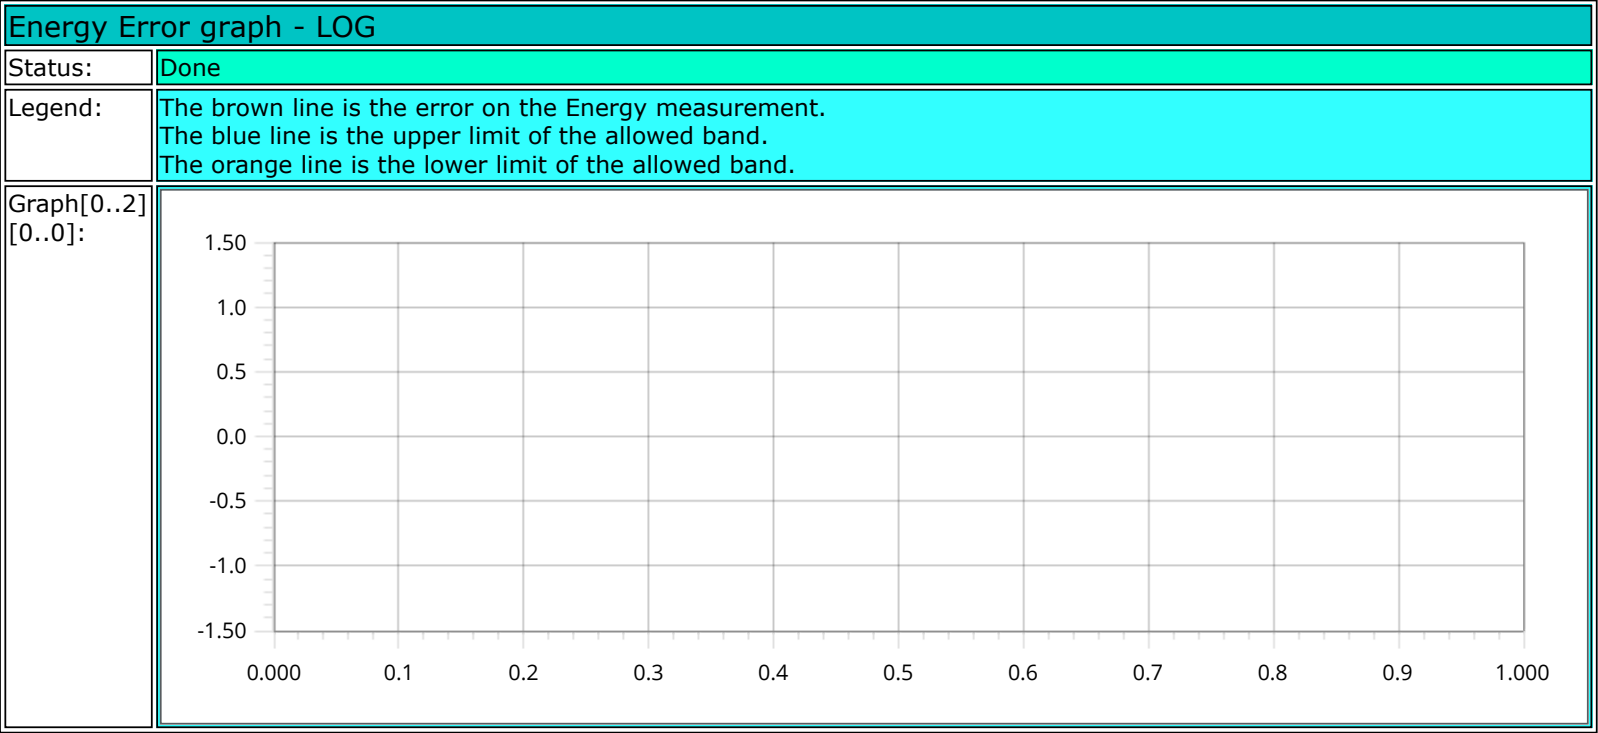 Energy Error graph - LOG
Status:
Done
Legend:
The brown line is the error on the Energy measurement.
The blue line is the upper limit of the allowed band.
The orange line is the lower limit of the allowed band.
Graph[0..2]
[0..0]:
1.50
1.0
0.5
0.0
-0.5
-1.0
-1.50
0.000 0.1 0.2 0.3 0.4 0.5 0.6 0.7 0.8 0.9 1.000